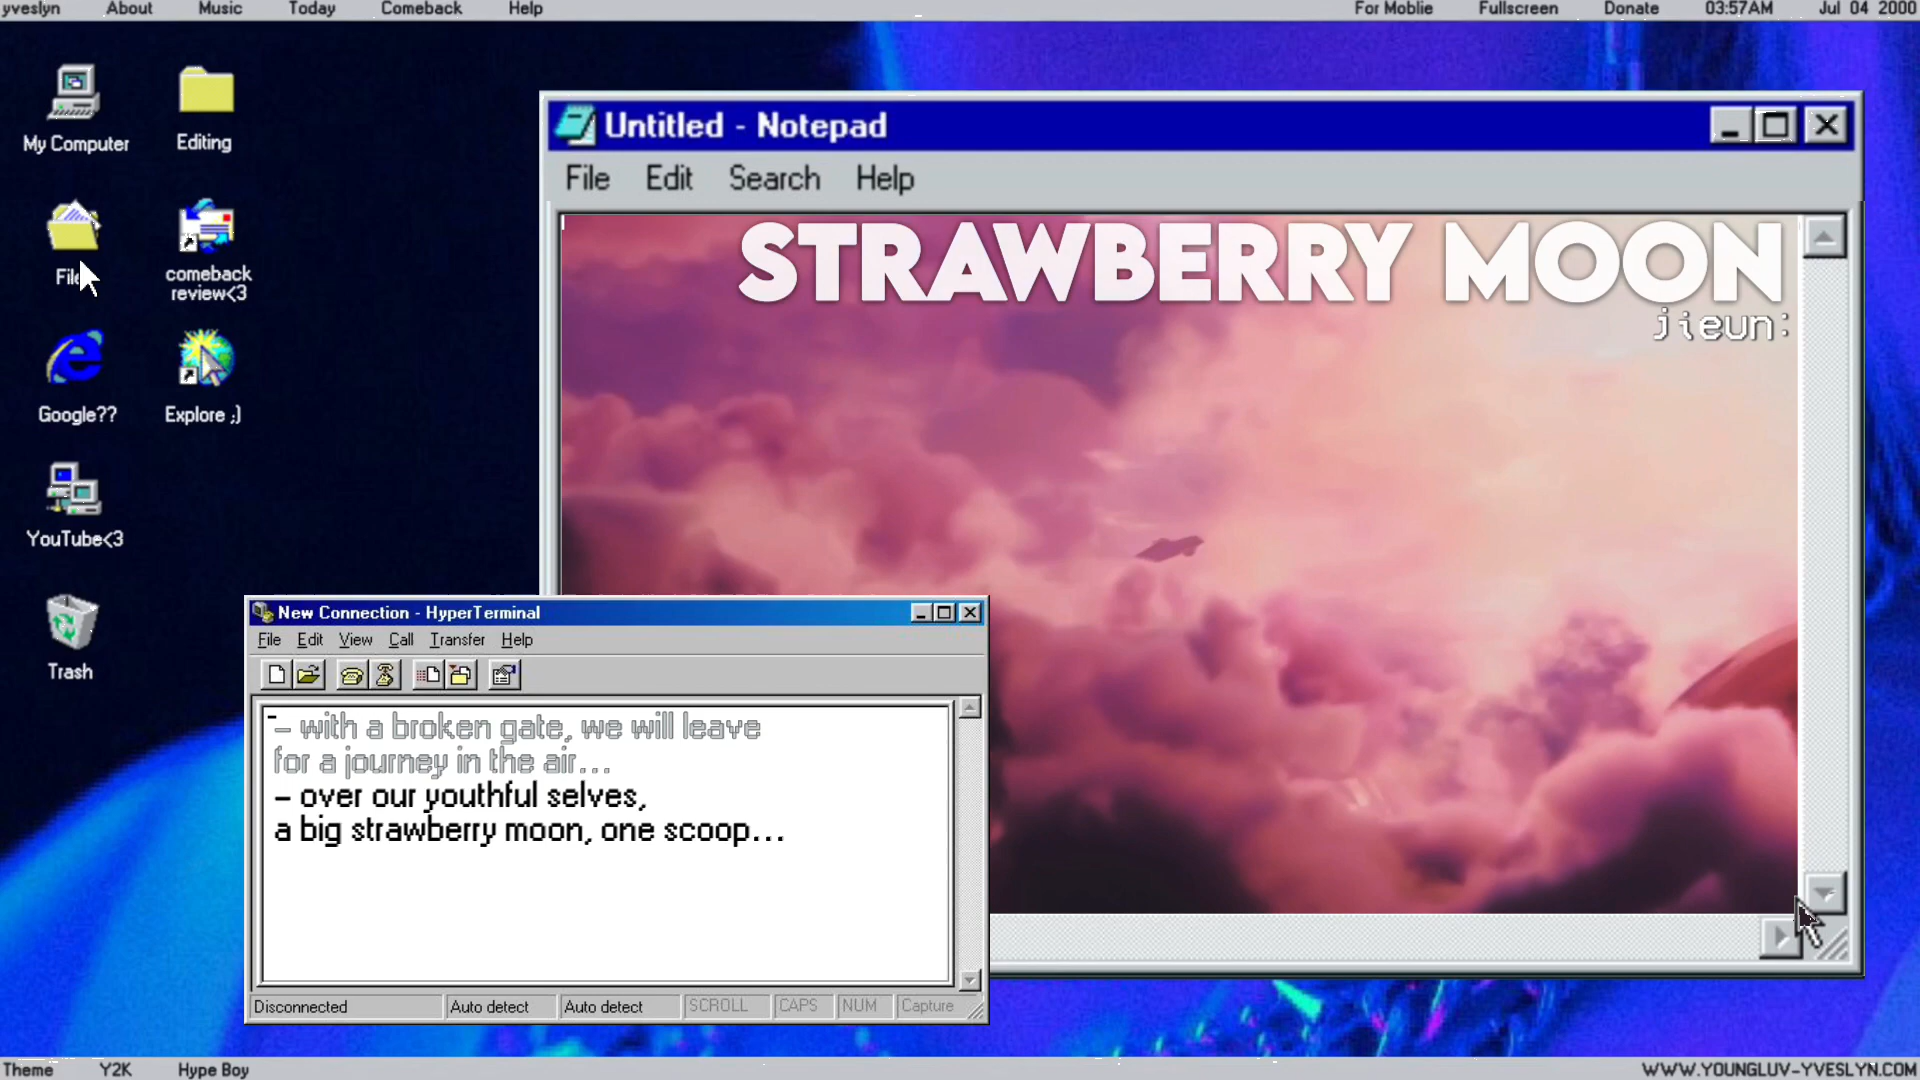 yveslyn About Music Today Comeback Help For Moblie Fullscreen Donate 03:57AM Jul 04 2000
My Computer
Editing
comeback
review<3
Google??
Explore ;)
YouTube<3
Trash
Untitled - Notepad
File Edit Search Help
STRAWBERRY MOON
jieun:
New Connection - HyperTerminal
File Edit View Call Transfer Help
– with a broken gate, we will leave
for a journey in the air...
– over our youthful selves,
a big strawberry moon, one scoop...
Disconnected Auto detect Auto detect SCROLL CAPS NUM Capture
Theme Y2K Hype Boy WWW.YOUNGLUV-YVESLYN.COM